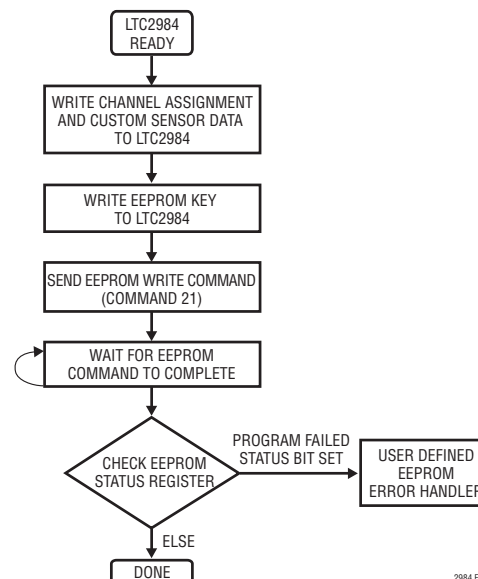 LTC2984
READY
WRITE CHANNEL ASSIGNMENT
AND CUSTOM SENSOR DATA
TO LTC2984
WRITE EEPROM KEY
TO LTC2984
SEND EEPROM WRITE COMMAND
(COMMAND 21)
WAIT FOR EEPROM
COMMAND TO COMPLETE
CHECK EEPROM
STATUS REGISTER
PROGRAM FAILED
STATUS BIT SET
USER DEFINED
EEPROM
ERROR HANDLER
ELSE
DONE
2984 F